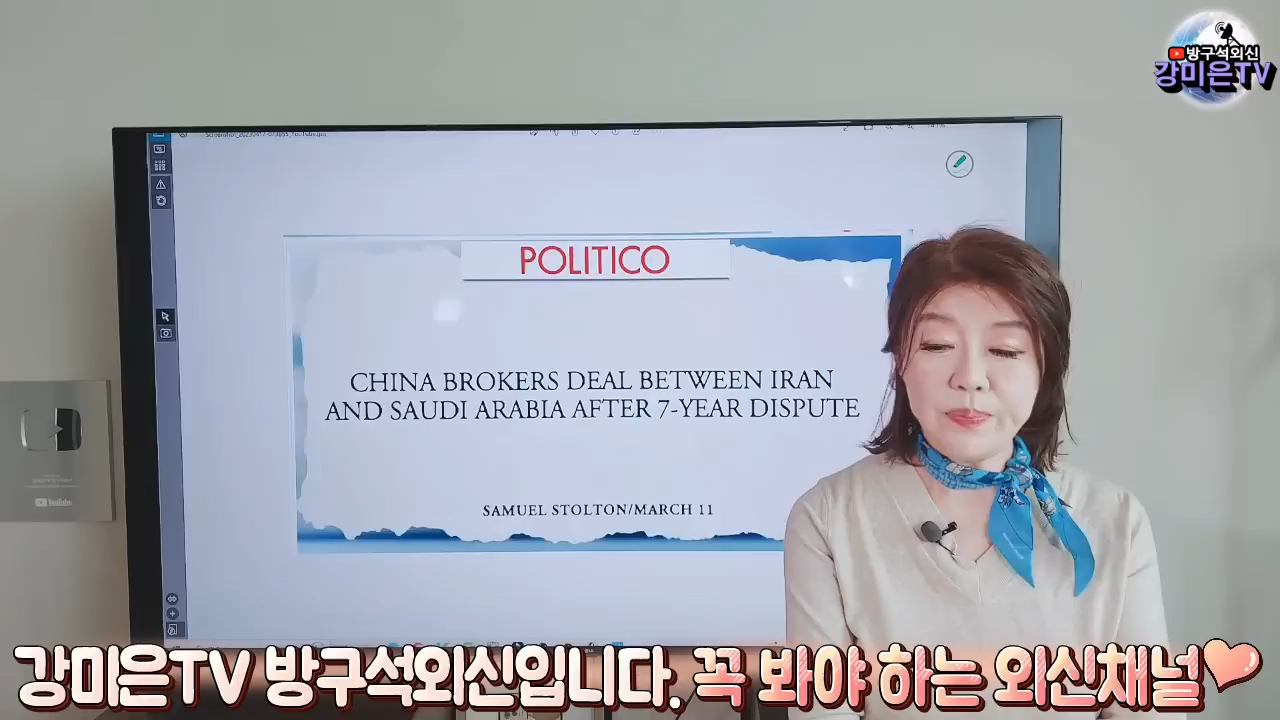 방구석외신
강미은TV
POLITICO
CHINA BROKERS DEAL BETWEEN IRAN
AND SAUDI ARABIA AFTER 7-YEAR DISPUTE
SAMUEL STOLTON/MARCH 11
YouTube
강미은TV 방구석외신입니다. 꼭 봐야 하는 외신채널